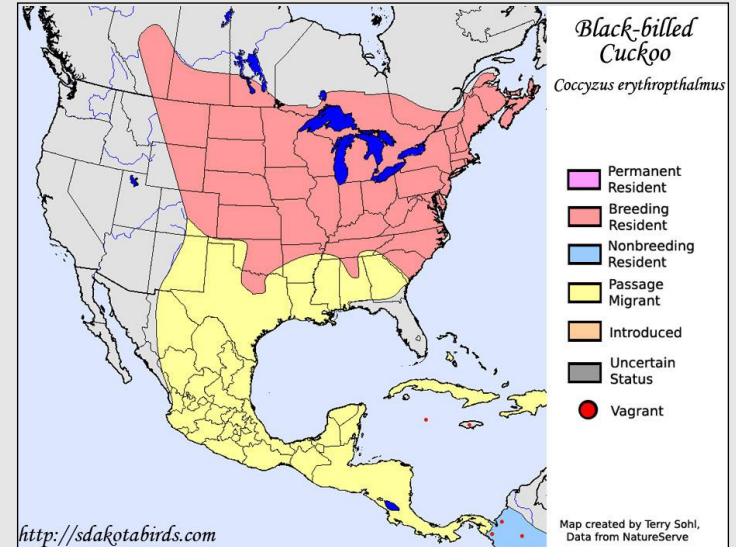 Black-billed
Cuckoo
Coccyzus erythropthalmus
Permanent
Resident
Breeding
Resident
Nonbreeding
Resident
Passage
Migrant
Introduced
Uncertain
Status
Vagrant
http://sdakotabirds.com
Map created by Terry Sohl,
Data from NatureServe